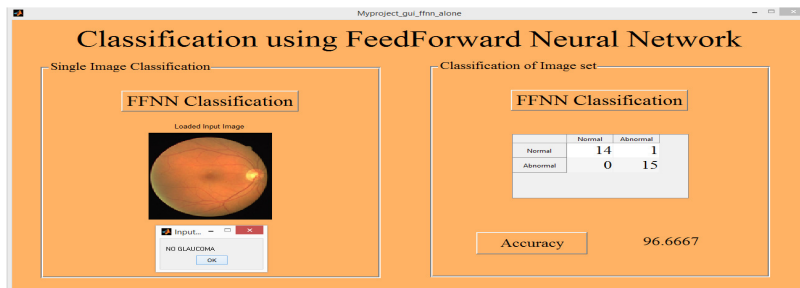 Myproject_gui_ffnn_alone
Classification using FeedForward Neural Network
Single Image Classification
FFNN Classification
Loaded Input Image
Input...
NO GLAUCOMA
OK
Classification of Image set
FFNN Classification
Normal Abnormal
Normal 14 1
Abnormal 0 15
Accuracy 96.6667